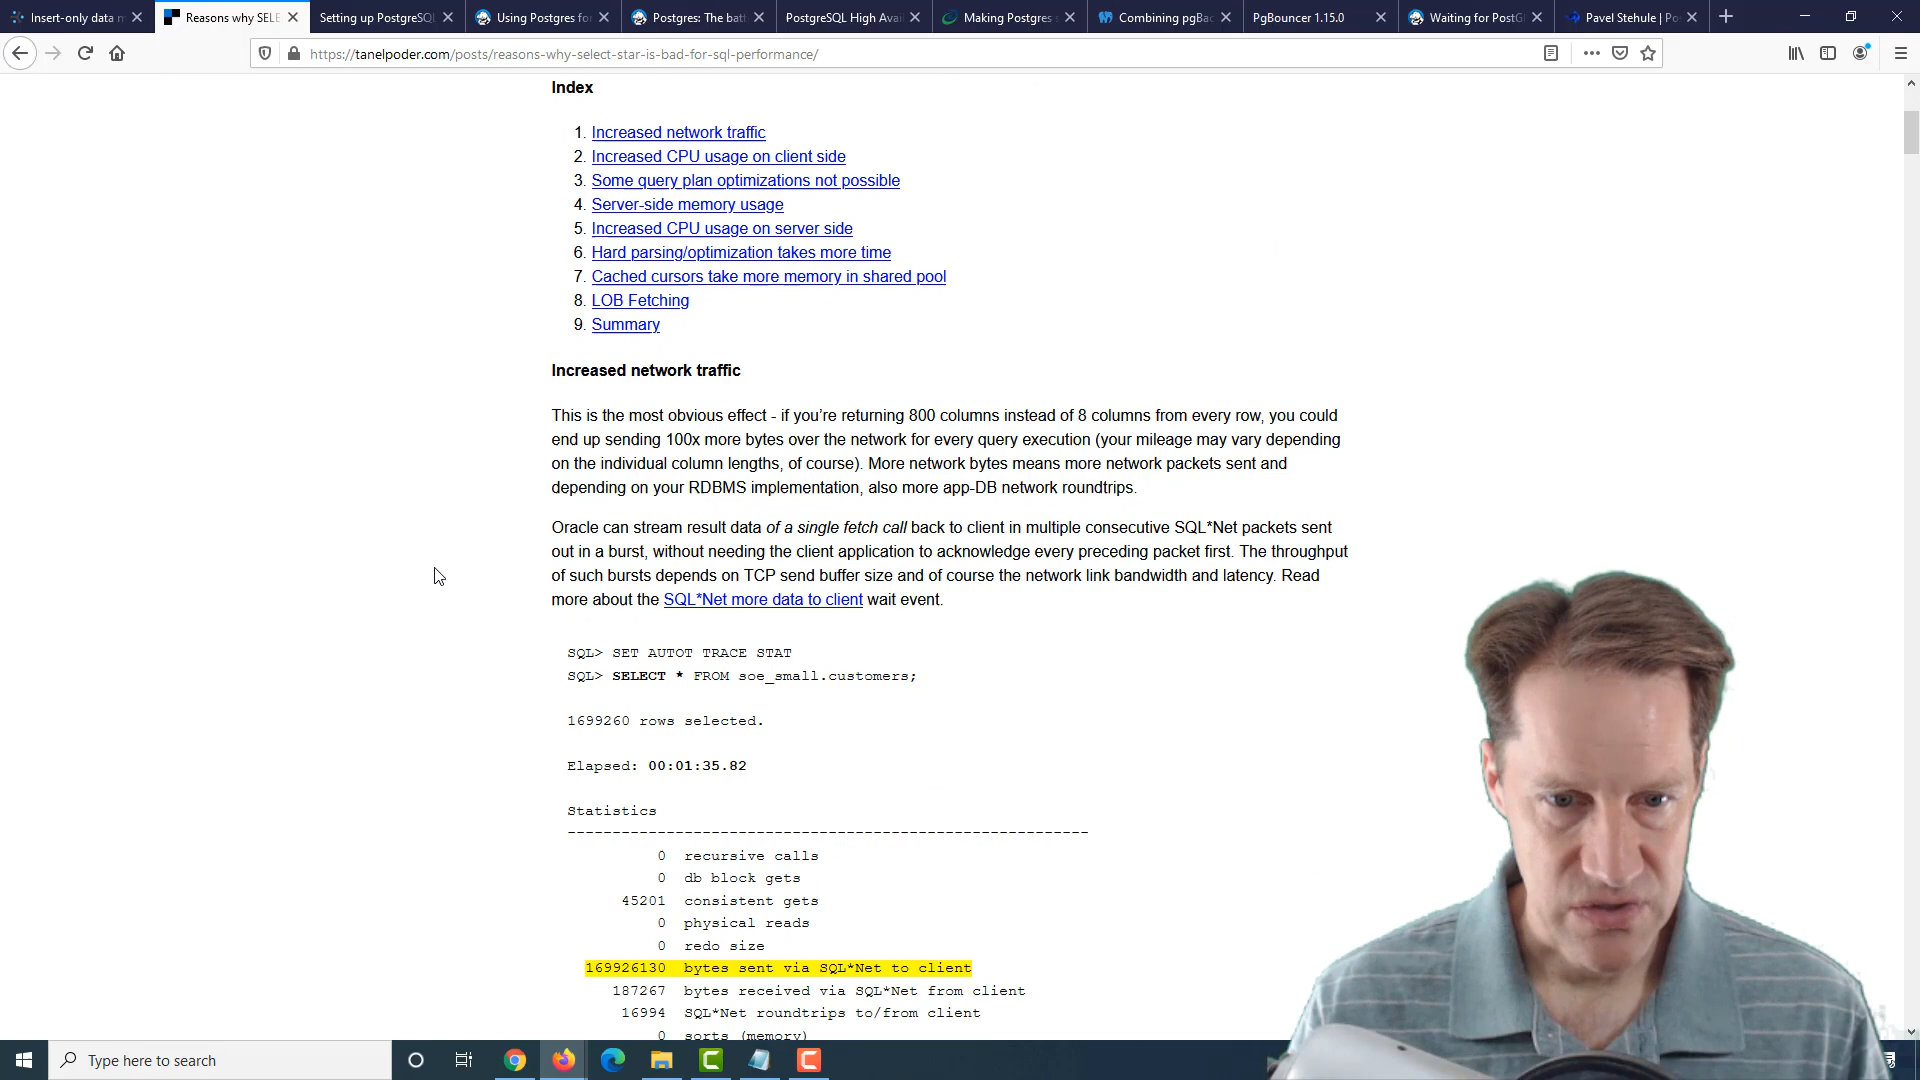 Insert-only data m
Reasons why SELE
Setting up PostgreSQL
Using Postgres for
Postgres: The bat
PostgreSQL High Avai
Making Postgres s
Combining pgBac
PgBouncer 1.15.0
Waiting for PostG
Pavel Stehule | Po
https://tanelpoder.com/posts/reasons-why-select-star-is-bad-for-sql-performance/
Index
1. Increased network traffic
2. Increased CPU usage on client side
3. Some query plan optimizations not possible
4. Server-side memory usage
5. Increased CPU usage on server side
6. Hard parsing/optimization takes more time
7. Cached cursors take more memory in shared pool
8. LOB Fetching
9. Summary
Increased network traffic
This is the most obvious effect - if you're returning 800 columns instead of 8 columns from every row, you could
end up sending 100x more bytes over the network for every query execution (your mileage may vary depending
on the individual column lengths, of course). More network bytes means more network packets sent and
depending on your RDBMS implementation, also more app-DB network roundtrips.
Oracle can stream result data of a single fetch call back to client in multiple consecutive SQL*Net packets sent
out in a burst, without needing the client application to acknowledge every preceding packet first. The throughput
of such bursts depends on TCP send buffer size and of course the network link bandwidth and latency. Read
more about the SQL*Net more data to client wait event.
SQL> SET AUTOT TRACE STAT
SQL> SELECT * FROM soe_small.customers;
1699260 rows selected.
Elapsed: 00:01:35.82
Statistics
----------------------------------------------------------
0 recursive calls
0 db block gets
45201 consistent gets
0 physical reads
0 redo size
169926130 bytes sent via SQL*Net to client
187267 bytes received via SQL*Net from client
16994 SQL*Net roundtrips to/from client
0 sorts (memory)
Type here to search